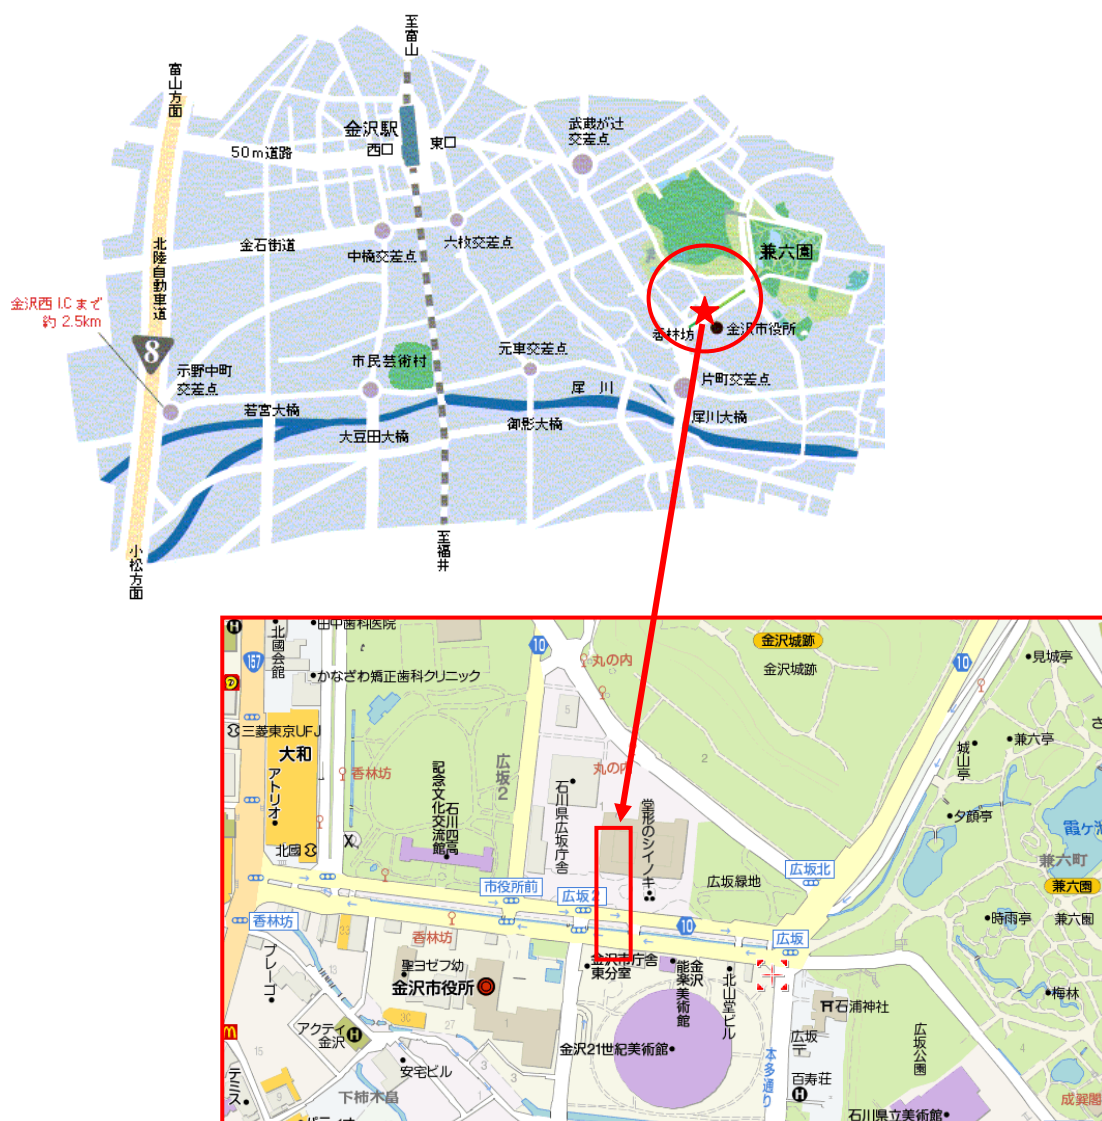 至富山
富山方面
金沢駅
西口
東口
50m道路
武蔵が辻
交差点
金石街道
中橋交差点
六枚交差点
兼六園
北陸自動車道
金沢西 I.C まで
約 2.5km
8
香林坊
金沢市役所
示野中町
交差点
市民芸術村
元車交差点
片町交差点
犀川
若宮大橋
大豆田大橋
御影大橋
犀川大橋
小松方面
至福井
H
北國会館
田中歯科医院
157
かなざわ矯正歯科クリニック
三菱東京UFJ
大和
アトリオ
北國
香林坊
石川四高
記念文化交流館
広坂2
10
丸の内
5
石川県広坂庁舎
丸の内
1
堂形のシイノキ
2
金沢城跡
金沢城跡
10
見城亭
兼六亭
城山亭
夕顔亭
霞ヶ池
兼六町
兼六園
兼六園
時雨亭
梅林
広坂緑地
広坂北
市役所前
広坂2
10
広坂
香林坊
香林坊
33
プレーゴ
聖ヨゼフ幼
金沢市役所
金沢市庁舎
東分室
金沢
能楽美術館
北山堂ビル
石浦神社
広坂
〒
広坂公園
4
アクティ
金沢
H
30
27
1
金沢21世紀美術館
本多通り
百寿荘
H
15
テミス
9
下柿木畠
安宅ビル
3
3
石川県立美術館
成巽閣